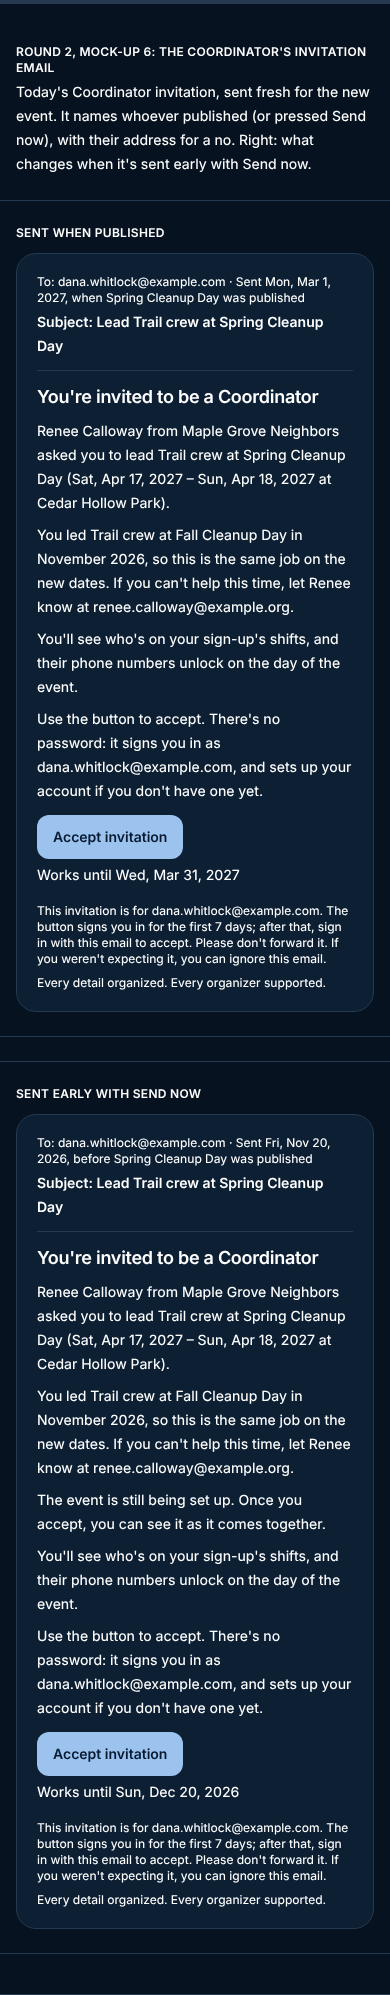 ROUND 2, MOCK-UP 6: THE COORDINATOR'S INVITATION
EMAIL
Today's Coordinator invitation, sent fresh for the new
event. It names whoever published (or pressed Send
now), with their address for a no. Right: what
changes when it's sent early with Send now.
SENT WHEN PUBLISHED
To: dana.whitlock@example.com · Sent Mon, Mar 1,
2027, when Spring Cleanup Day was published
Subject: Lead Trail crew at Spring Cleanup
Day
You're invited to be a Coordinator
Renee Calloway from Maple Grove Neighbors
asked you to lead Trail crew at Spring Cleanup
Day (Sat, Apr 17, 2027 – Sun, Apr 18, 2027 at
Cedar Hollow Park).
You led Trail crew at Fall Cleanup Day in
November 2026, so this is the same job on the
new dates. If you can't help this time, let Renee
know at renee.calloway@example.org.
You'll see who's on your sign-up's shifts, and
their phone numbers unlock on the day of the
event.
Use the button to accept. There's no
password: it signs you in as
dana.whitlock@example.com, and sets up your
account if you don't have one yet.
Accept invitation
Works until Wed, Mar 31, 2027
This invitation is for dana.whitlock@example.com. The
button signs you in for the first 7 days; after that, sign
in with this email to accept. Please don't forward it. If
you weren't expecting it, you can ignore this email.
Every detail organized. Every organizer supported.
SENT EARLY WITH SEND NOW
To: dana.whitlock@example.com · Sent Fri, Nov 20,
2026, before Spring Cleanup Day was published
Subject: Lead Trail crew at Spring Cleanup
Day
You're invited to be a Coordinator
Renee Calloway from Maple Grove Neighbors
asked you to lead Trail crew at Spring Cleanup
Day (Sat, Apr 17, 2027 – Sun, Apr 18, 2027 at
Cedar Hollow Park).
You led Trail crew at Fall Cleanup Day in
November 2026, so this is the same job on the
new dates. If you can't help this time, let Renee
know at renee.calloway@example.org.
The event is still being set up. Once you
accept, you can see it as it comes together.
You'll see who's on your sign-up's shifts, and
their phone numbers unlock on the day of the
event.
Use the button to accept. There's no
password: it signs you in as
dana.whitlock@example.com, and sets up your
account if you don't have one yet.
Accept invitation
Works until Sun, Dec 20, 2026
This invitation is for dana.whitlock@example.com. The
button signs you in for the first 7 days; after that, sign
in with this email to accept. Please don't forward it. If
you weren't expecting it, you can ignore this email.
Every detail organized. Every organizer supported.